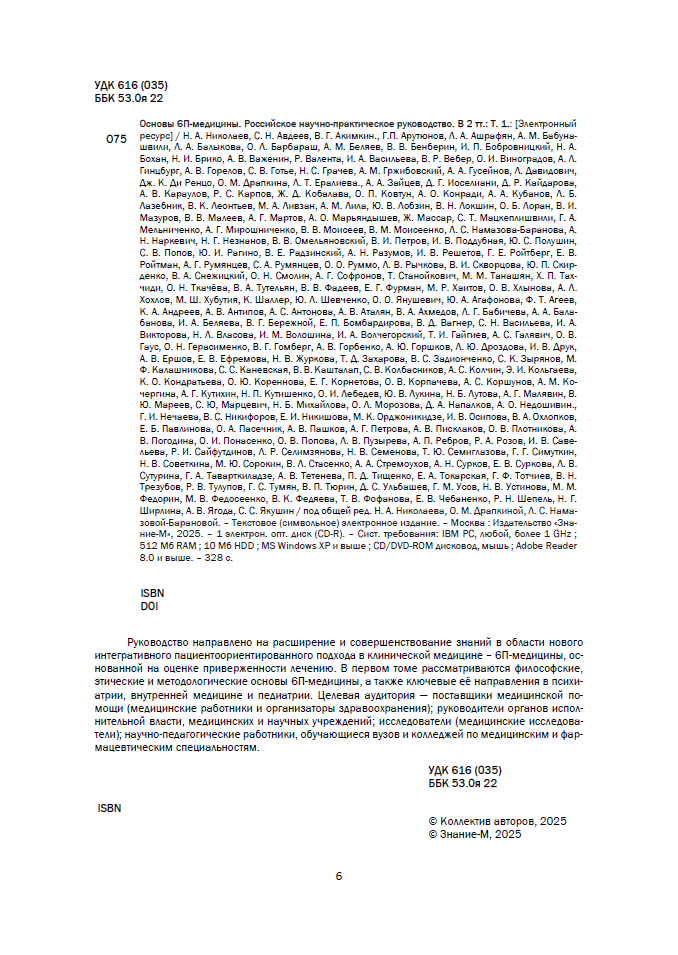 УДК 616 (035)
ББК 53.0я 22
Основы 6П-медицины. Российское научно-практическое руководство. В 2 тт.: Т. 1.: [Электронный
075
ресурс] / Н. А. Николаев, С. Н. Авдеев, В. Г. Акимкин., Г.П. Арутюнов, Л. А. Ашрафян, А. М. Бабуна-
швили, Л. А. Балыкова, О. Л. Барбараш, А. М. Беляев, В. В. Бенберин, И. П. Бобровницкий, Н. А.
Бохан, Н. И. Брико, А. В. Важенин, Р. Валента, И. А. Васильева, В. Р. Вебер, О. И. Виноградов, А. Л.
Гинцбург, А. В. Горелов, С. В. Готье, Н. С. Грачев, А. М. Гржибовский, А. А. Гусейнов, Л. Давидович,
Дж. К. Ди Ренцо, О. М. Драпкина, Л. Т. Ералиева., А. А. Зайцев, Д. Г. Иоселиани, Д. Р. Кайдарова,
А. В. Караулов, Р. С. Карпов, Ж. Д. Кобалава, О. П. Ковтун, А. О. Конради, А. А. Кубанов, Л. Б.
Лазебник, В. К. Леонтьев, М. А. Ливзан, А. М. Лила, Ю. В. Лобзин, В. Н. Локшин, О. Б. Лоран, В. И.
Мазуров, В. В. Малеев, А. Г. Мартов, А. О. Марьяндышев, Ж. Массар, С. Т. Мацкеплишвили, Г. А.
Мельниченко, А. Г. Мирошниченко, В. В. Моисеев, В. М. Моисеенко, Л. С. Намазова-Баранова, А.
Н. Наркевич, Н. Г. Незнанов, В. В. Омельяновский, В. И. Петров, И. В. Поддубная, Ю. С. Полушин,
С. В. Попов, Ю. И. Рагино, В. Е. Радзинский, А. Н. Разумов, И. В. Решетов, Г. Е. Ройтберг, Е. В.
Ройтман, А. Г. Румянцев, С. А. Румянцев, О. О. Руммо, Л. В. Рычкова, В. И. Скворцова, Ю. П. Скир-
денко, В. А. Снежицкий, О. Н. Смолин, А. Г. Софронов, Т. Станойкович, М. М. Танашян, Х. П. Тах-
чиди, О. Н. Ткачёва, В. А. Тутельян, В. В. Фадеев, Е. Г. Фурман, М. Р. Хаитов, О. В. Хлынова, А. Л.
Хохлов, М. Ш. Хубутия, К. Шаллер, Ю. Л. Шевченко, О. О. Янушевич, Ю. А. Агафонова, Ф. Т. Агеев,
К. А. Андреев, А. В. Антипов, А. С. Антонова, А. В. Аталян, В. А. Ахмедов, Л. Г. Бабичева, А. А. Бала-
банова, И. А. Беляева, В. Г. Бережной, Е. П. Бомбардирова, В. Д. Вагнер, С. Н. Васильева, И. А.
Викторова, Н. Л. Власова, И. М. Волошина, И. А. Волчегорский, Т. И. Гайгиев, А. С. Галявич, О. В.
Гаус, О. Н. Герасименко, В. Г. Гомберг, А. В. Горбенко, А. Ю. Горшков, Л. Ю. Дроздова, И. В. Друк,
А. В. Ершов, Е. В. Ефремова, Н. В. Журкова, Т. Д. Захарова, В. С. Задионченко, С. К. Зырянов, М.
Ф. Калашникова, С. С. Каневская, В. В. Кашталап, С. В. Колбасников, А. С. Колчин, Э. И. Кольгаева,
К. О. Кондратьева, О. Ю. Кореннова, Е. Г. Корнетова, О. В. Корпачева, А. С. Коршунов, А. М. Ко-
чергина, А. Г. Кутихин, Н. П. Кутишенко, О. И. Лебедев, Ю. В. Лукина, Н. Б. Лутова, А. Г. Малявин, В.
Ю. Мареев, С. Ю, Марцевич, Н. Б. Михайлова, О. Л. Морозова, Д. А. Напалков, А. О. Недошивин.,
Г. И. Нечаева, В. С. Никифоров, Е. И. Никишова, М. К. Орджоникидзе, И. В. Осипова, В. А. Охлопков,
Е. Б. Павлинова, О. А. Пасечник, А. В. Пашков, А. Г. Петрова, А. В. Писклаков, О. В. Плотникова, А.
В. Погодина, О. И. Понасенко, О. В. Попова, Л. В. Пузырева, А. П. Ребров, Р. А. Розов, И. В. Саве-
льева, Р. И. Сайфутдинов, Л. Р. Селимзянова, Н. В. Семенова, Т. Ю. Семиглазова, Г. Г. Симуткин,
Н. В. Советкина, М. Ю. Сорокин, В. Л. Стасенко, А. А. Стремоухов, А. Н. Сурков, Е. В. Суркова, Л. В.
Сутурина, Г. А. Таварткиладзе, А. В. Тетенева, П. Д. Тищенко, Е. А. Токарская, Г. Ф. Тотчиев, В. Н.
Трезубов, Р. В. Тулупов, Г. С. Тумян, В. П. Тюрин, Д. С. Ульбашев, Г. М. Усов, Н. В. Устинова, М. М.
Федорин, М. В. Федосеенко, В. К. Федяева, Т. В. Фофанова, Е. В. Чебаненко, Р. Н. Шепель, Н. Г.
Ширлина, А. В. Ягода, С. С. Якушин / под общей ред. Н. А. Николаева, О. М. Драпкиной, Л. С. Нама-
зовой-Барановой. – Текстовое (символьное) электронное издание. – Москва : Издательство «Зна-
ние-М», 2025. – 1 электрон. опт. диск (CD-R). – Сист. требования: IBM PC, любой, более 1 GHz ;
512 Мб RAM ; 10 Мб HDD ; MS Windows XP и выше ; CD/DVD-ROM дисковод, мышь ; Adobe Reader
8.0 и выше. – 328 с.
ISBN
DOI
Руководство направлено на расширение и совершенствование знаний в области нового
интегративного пациентоориентированного подхода в клинической медицине – 6П-медицины, ос-
нованной на оценке приверженности лечению. В первом томе рассматриваются философские,
этические и методологические основы 6П-медицины, а также ключевые её направления в психи-
атрии, внутренней медицине и педиатрии. Целевая аудитория — поставщики медицинской по-
мощи (медицинские работники и организаторы здравоохранения); руководители органов испол-
нительной власти, медицинских и научных учреждений; исследователи (медицинские исследова-
тели); научно-педагогические работники, обучающиеся вузов и колледжей по медицинским и фар-
мацевтическим специальностям.
УДК 616 (035)
ББК 53.0я 22
ISBN
© Коллектив авторов, 2025
© Знание-М, 2025
6